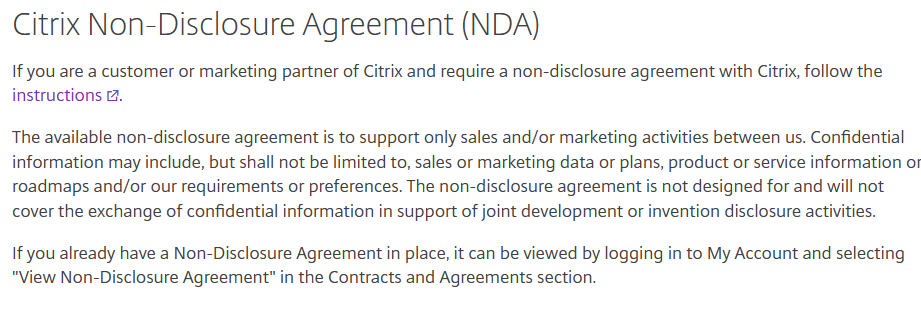 Citrix Non-Disclosure Agreement (NDA)
If you are a customer or marketing partner of Citrix and require a non-disclosure agreement with Citrix, follow the
instructions.
The available non-disclosure agreement is to support only sales and/or marketing activities between us. Confidential
information may include, but shall not be limited to, sales or marketing data or plans, product or service information or
roadmaps and/or our requirements or preferences. The non-disclosure agreement is not designed for and will not
cover the exchange of confidential information in support of joint development or invention disclosure activities.
If you already have a Non-Disclosure Agreement in place, it can be viewed by logging in to My Account and selecting
"View Non-Disclosure Agreement" in the Contracts and Agreements section.